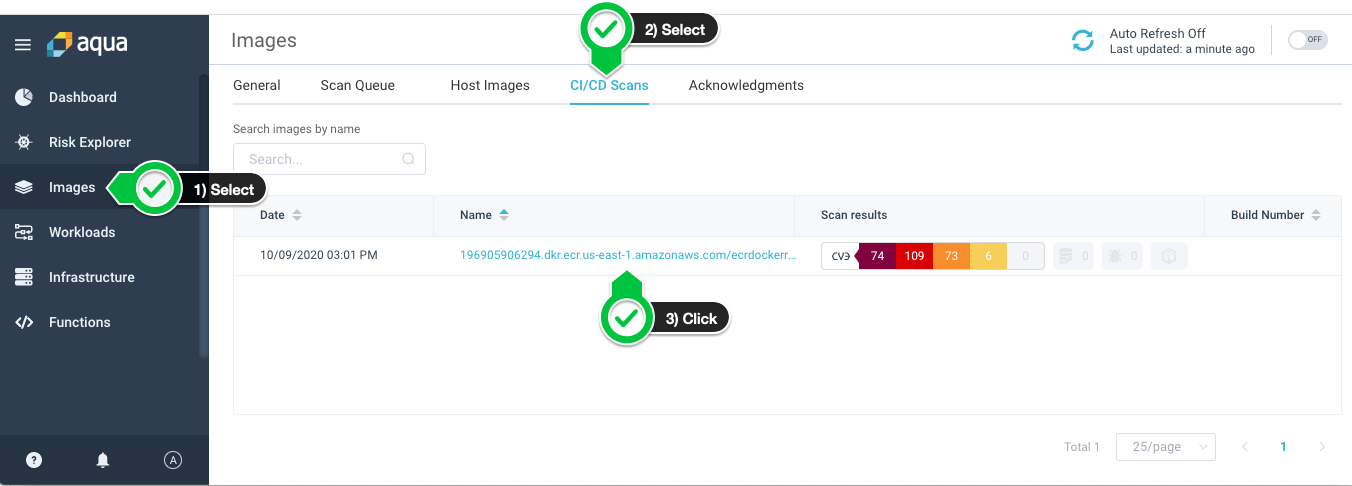 aqua
Dashboard
Risk Explorer
Images
Workloads
Infrastructure
Functions
A
Images
Auto Refresh Off
Last updated: a minute ago
OFF
2) Select
General
Scan Queue
Host Images
CI/CD Scans
Acknowledgments
Search images by name
Search...
1) Select
Date
Name
Scan results
Build Number
10/09/2020 03:01 PM
196905906294.dkr.ecr.us-east-1.amazonaws.com/ecrdockerr...
CVE
74
109
73
6
0
0
0
3) Click
Total 1
25/page
1